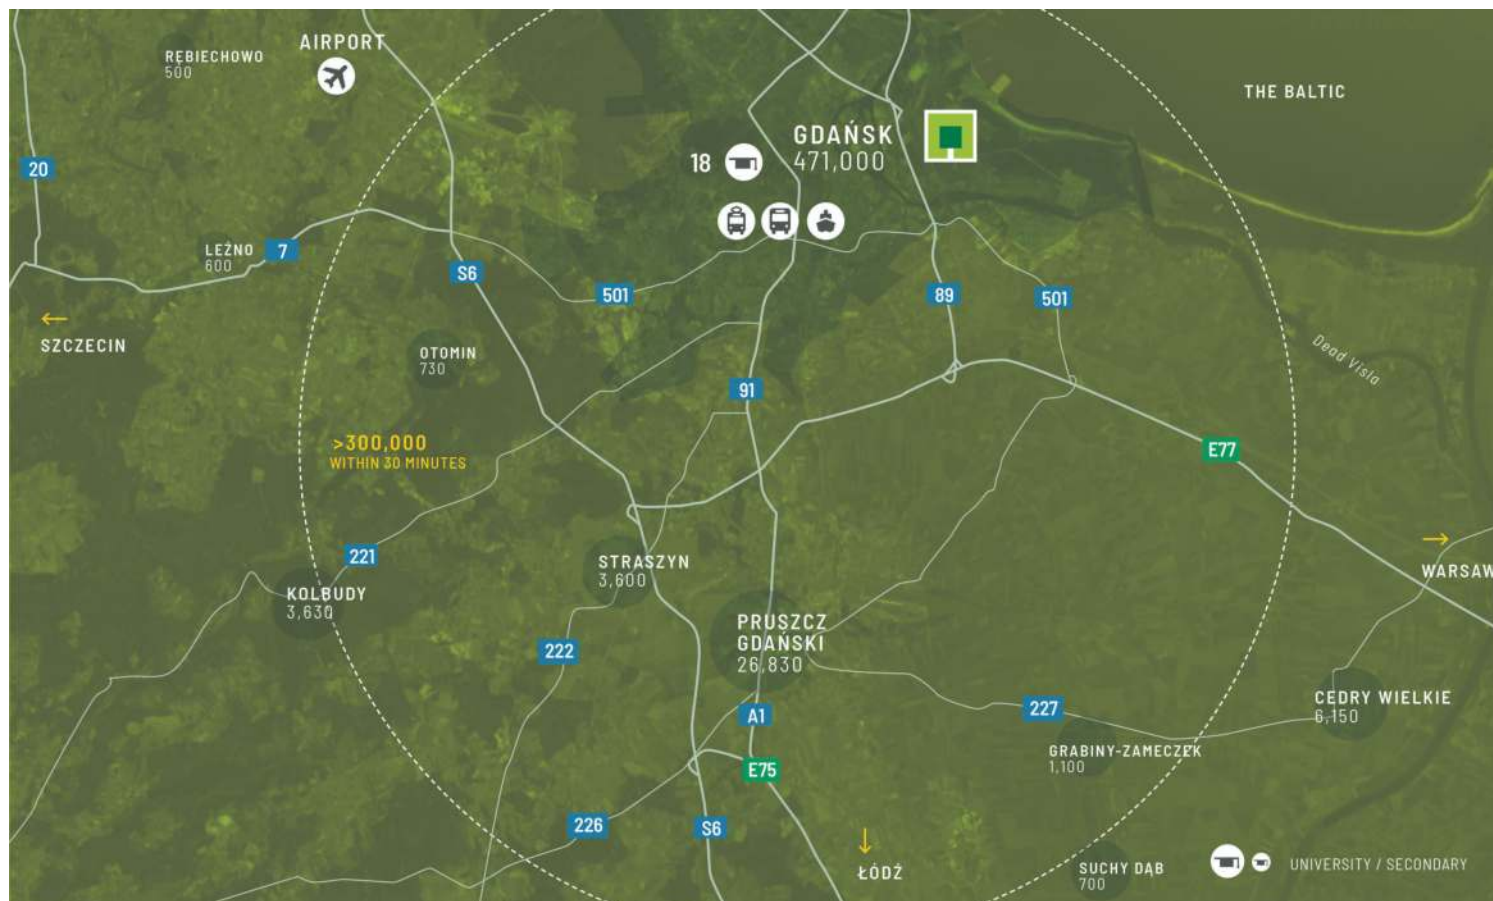 RĘBIECHOWO
500
AIRPORT
THE BALTIC
GDAŃSK
471,000
18
20
LEŹNO
600
7
S6
501
89
501
SZCZECIN
OTOMIN
730
Dead Visla
91
>300,000
WITHIN 30 MINUTES
E77
221
STRASZYN
3,600
WARSAW
KOLBUDY
3,630
PRUSZCZ
GDAŃSKI
26,830
222
CEDRY WIELKIE
6,150
A1
227
GRABINY-ZAMECZEK
1,100
E75
226
S6
ŁÓDŹ
SUCHY DĄB
700
UNIVERSITY / SECONDARY